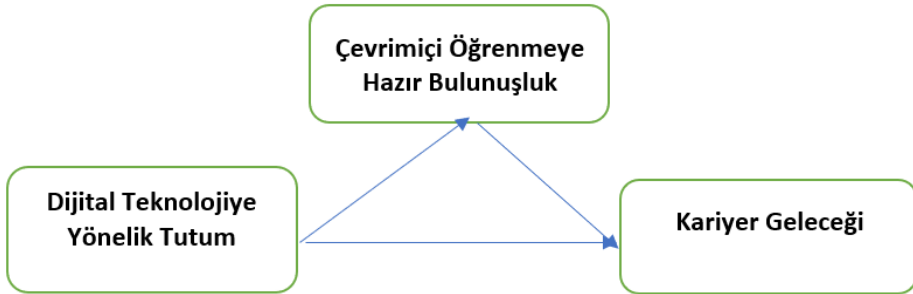 Çevrimiçi Öğrenmeye
Hazır Bulunuşluk
Dijital Teknolojiye
Yönelik Tutum
Kariyer Geleceği